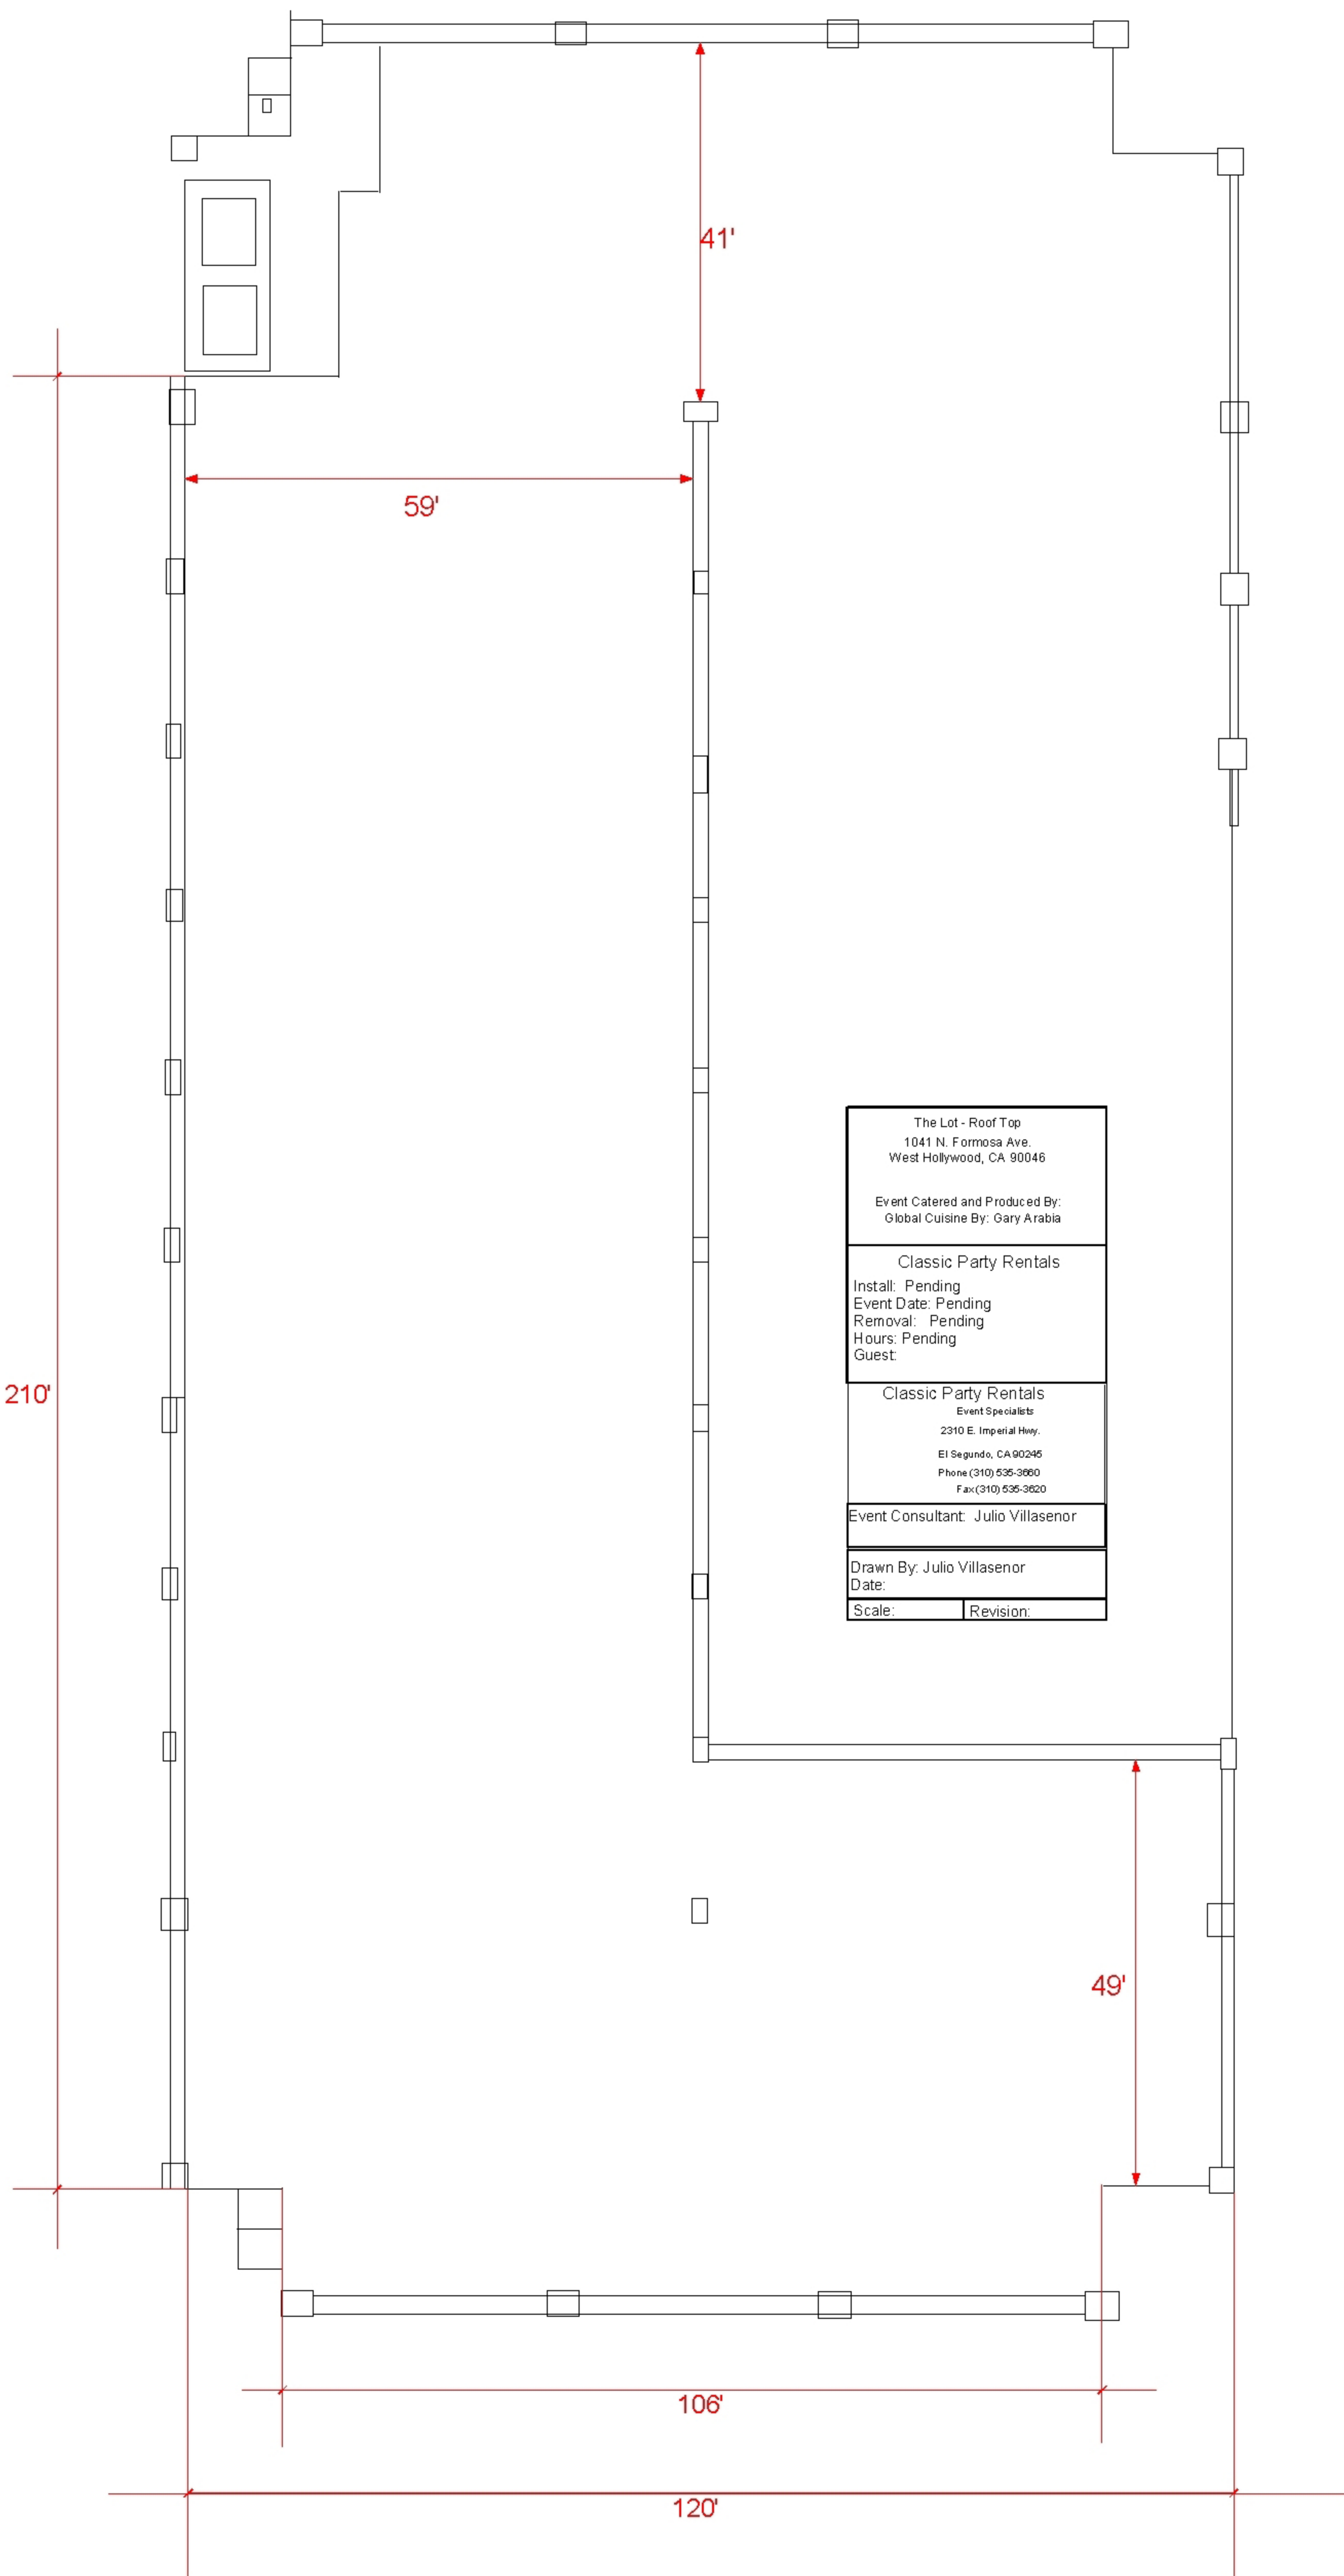 41'
59'
The Lot - Roof Top
1041 N. Formosa Ave.
West Hollywood, CA 90046
Event Catered and Produced By:
Global Cuisine By: Gary Arabia
Classic Party Rentals
Install: Pending
Event Date: Pending
Removal: Pending
Hours: Pending
Guest:
210'
Classic Party Rentals
Event Specialists
2310 E. Imperial Hwy.
El Segundo, CA 90245
Phone (310) 535-3660
Fax (310) 535-3620
Event Consultant: Julio Villasenor
Drawn By: Julio Villasenor
Date:
Scale: Revision:
49'
106'
120'